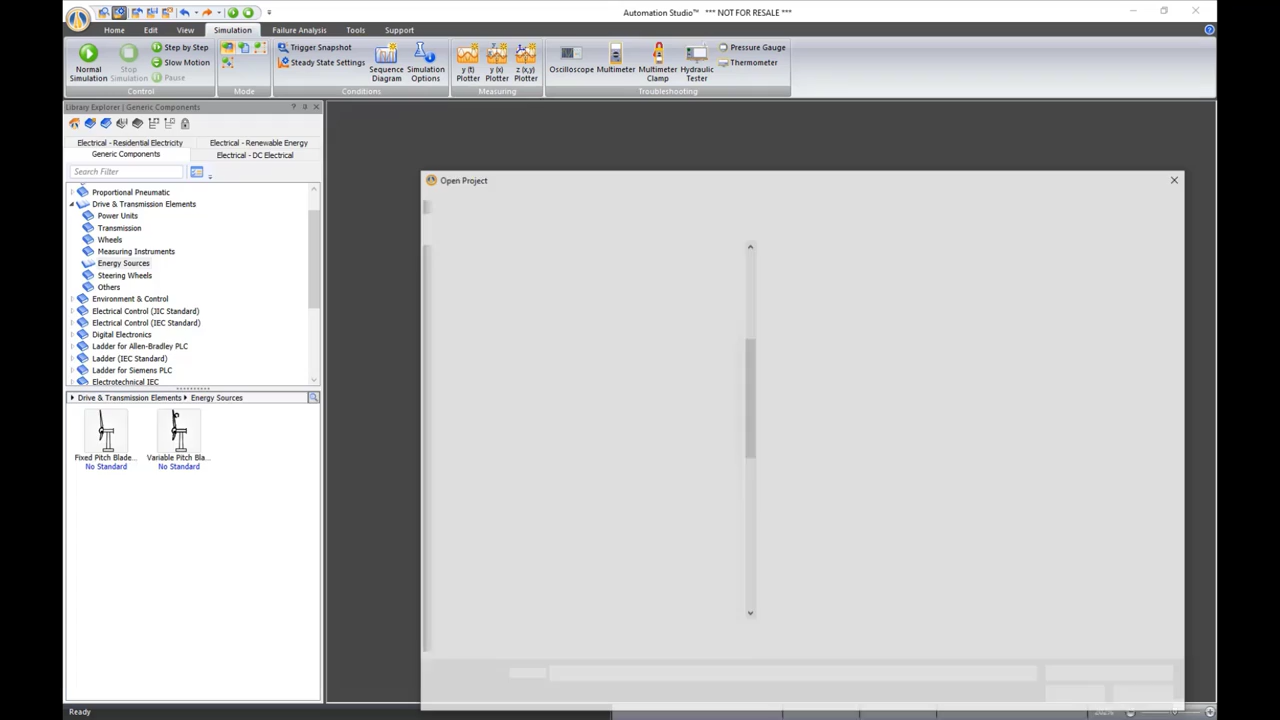 Automation Studio™ *** NOT FOR RESALE ***
Home Edit View Simulation Failure Analysis Tools Support
Normal Simulation
Stop Simulation
Step by Step
Slow Motion
Pause
Control
Mode
Trigger Snapshot
Steady State Settings
Sequence Diagram
Simulation Options
Conditions
y (t) Plotter
y (x) Plotter
z (x,y) Plotter
Measuring
Oscilloscope
Multimeter
Multimeter Clamp
Hydraulic Tester
Pressure Gauge
Thermometer
Troubleshooting
Library Explorer | Generic Components
Electrical - Residential Electricity Electrical - Renewable Energy
Generic Components Electrical - DC Electrical
Search Filter
Proportional Pneumatic
Drive & Transmission Elements
Power Units
Transmission
Wheels
Measuring Instruments
Energy Sources
Steering Wheels
Others
Environment & Control
Electrical Control (JIC Standard)
Electrical Control (IEC Standard)
Digital Electronics
Ladder for Allen-Bradley PLC
Ladder (IEC Standard)
Ladder for Siemens PLC
Electrotechnical IEC
Drive & Transmission Elements Energy Sources
Fixed Pitch Blade... Variable Pitch Bla...
No Standard No Standard
Open Project
Ready